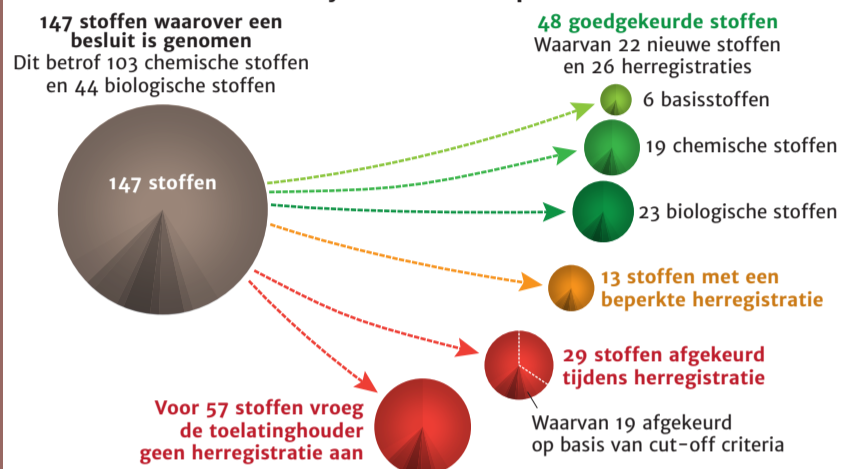 147 stoffen waarover een
besluit is genomen
Dit betrof 103 chemische stoffen
en 44 biologische stoffen
147 stoffen
48 goedgekeurde stoffen
Waarvan 22 nieuwe stoffen
en 26 herregistraties
6 basisstoffen
19 chemische stoffen
23 biologische stoffen
13 stoffen met een
beperkte herregistratie
29 stoffen afgekeurd
tijdens herregistratie
Waarvan 19 afgekeurd
op basis van cut-off criteria
Voor 57 stoffen vroeg
de toelatinghouder
geen herregistratie aan